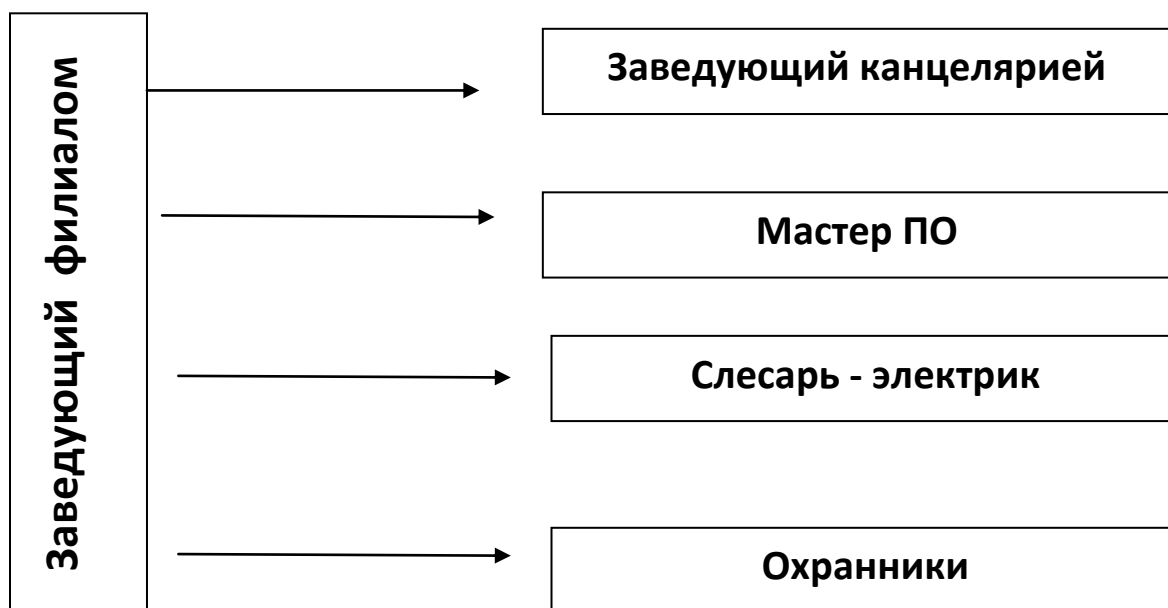 Заведующий филиалом
Заведующий канцелярией
Мастер ПО
Слесарь - электрик
Охранники